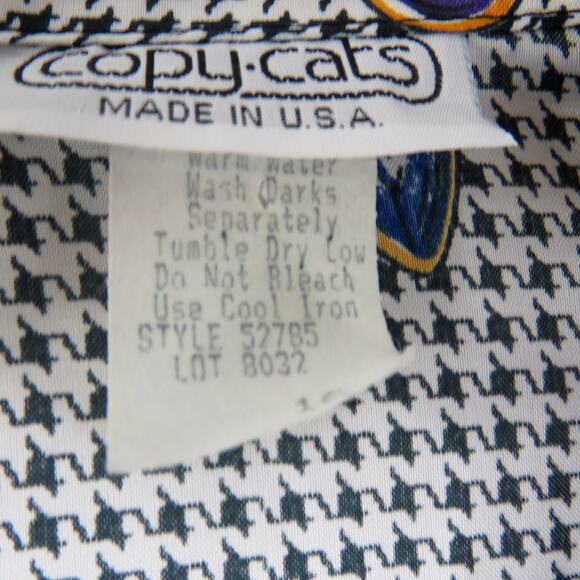 copy·cats
MADE IN U.S.A.
Warm Water
Wash Darks
Separately
Tumble Dry Low
Do Not Bleach
Use Cool Iron
STYLE 52785
LOT 8032